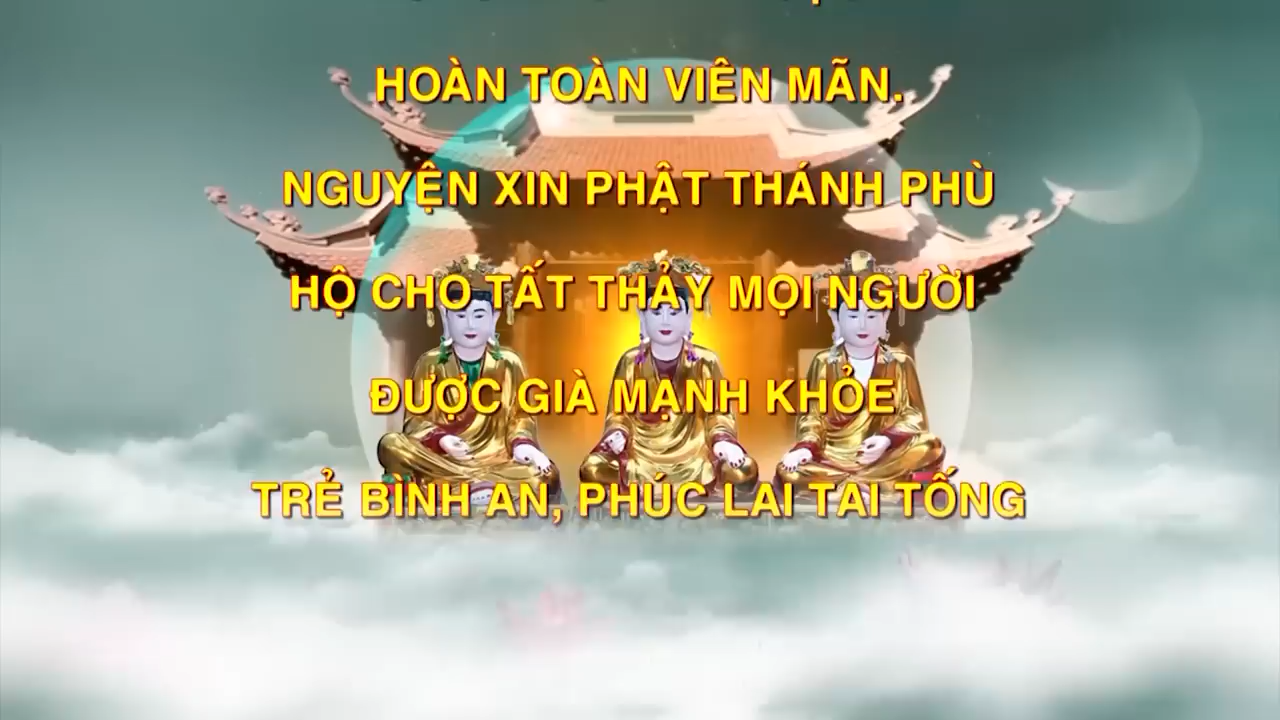 HOÀN TOÀN VIÊN MÃN.
NGUYỆN XIN PHẬT THÁNH PHÙ
HỘ CHO TẤT THẢY MỌI NGƯỜI
ĐƯỢC GIÀ MẠNH KHỎE
TRẺ BÌNH AN, PHÚC LAI TAI TỐNG